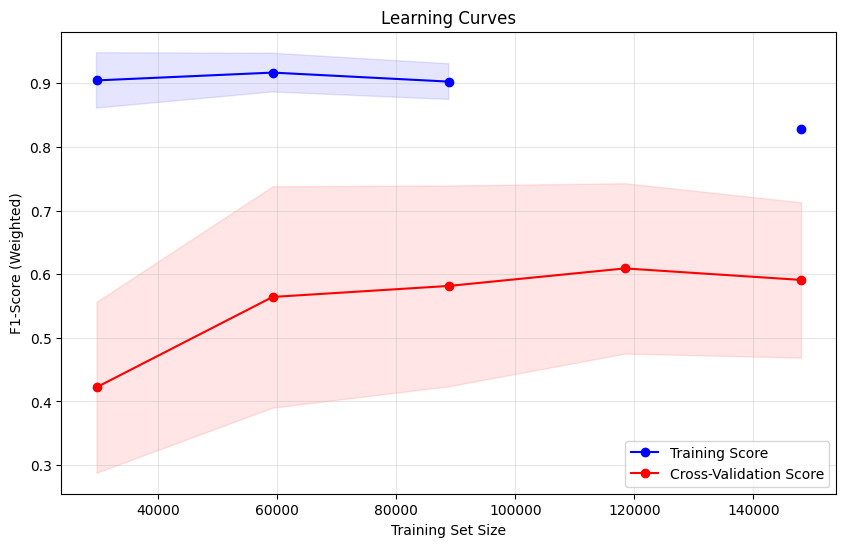 Learning Curves
F1-Score (Weighted)
0.9
0.8
0.7
0.6
0.5
0.4
0.3
40000 60000 80000 100000 120000 140000
Training Set Size
Training Score
Cross-Validation Score